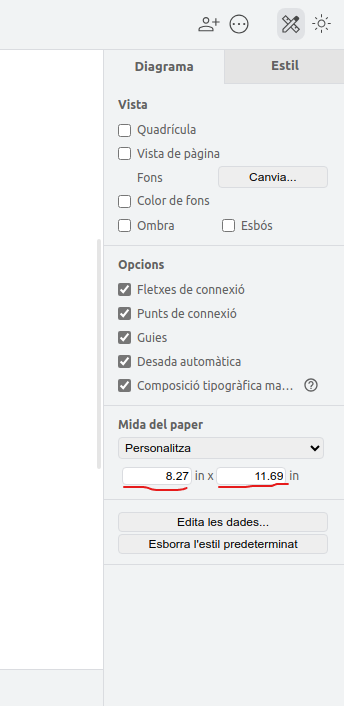 Diagrama Estil
Vista
Quadrícula
Vista de pàgina
Fons Canvia...
Color de fons
Ombra Esbós
Opcions
Fletxes de connexió
Punts de connexió
Guies
Desada automàtica
Composició tipogràfica ma... ?
Mida del paper
Personalitza
8.27 in x 11.69 in
Edita les dades...
Esborra l'estil predeterminat